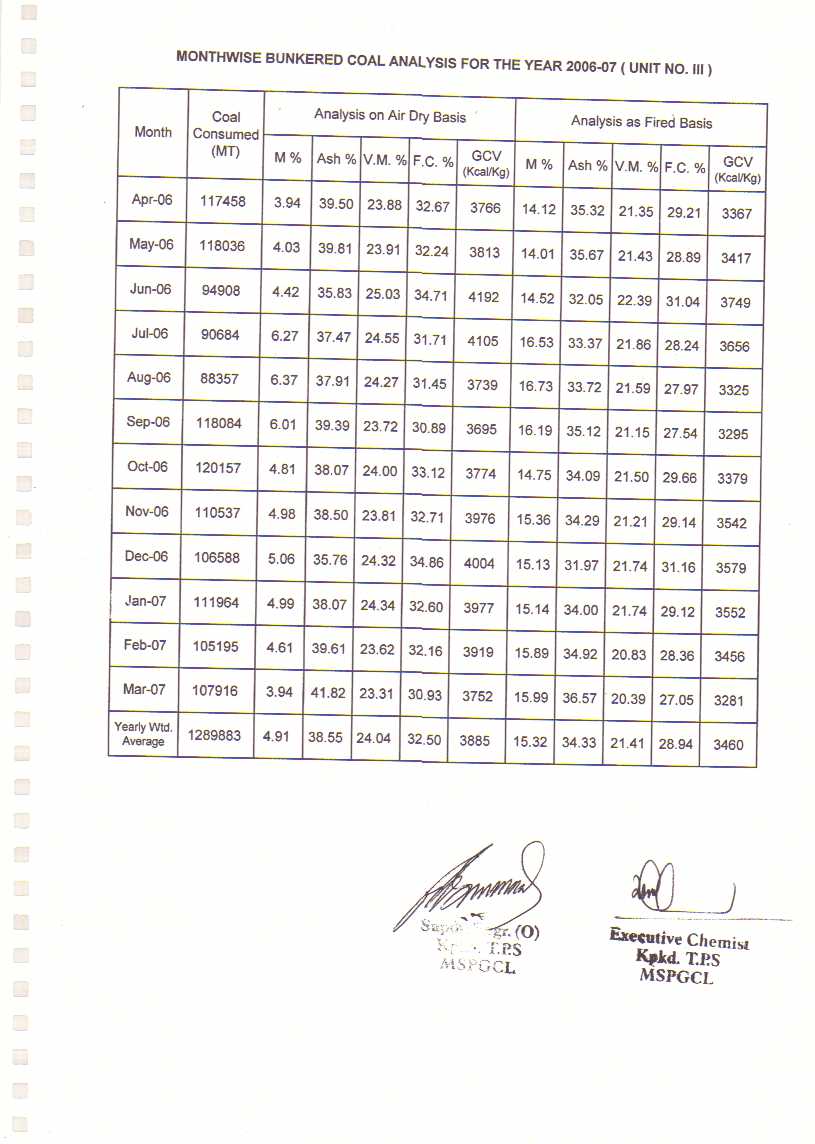 MONTHWISE BUNKERED COAL ANALYSIS FOR THE YEAR 2006-07 ( UNIT NO. III )
Month Coal Consumed (MT) Analysis on Air Dry Basis Analysis as Fired Basis
M % Ash % V.M. % F.C. % GCV (Kcal/Kg) M % Ash % V.M. % F.C. % GCV (Kcal/Kg)
Apr-06 117458 3.94 39.50 23.88 32.67 3766 14.12 35.32 21.35 29.21 3367
May-06 118036 4.03 39.81 23.91 32.24 3813 14.01 35.67 21.43 28.89 3417
Jun-06 94908 4.42 35.83 25.03 34.71 4192 14.52 32.05 22.39 31.04 3749
Jul-06 90684 6.27 37.47 24.55 31.71 4105 16.53 33.37 21.86 28.24 3656
Aug-06 88357 6.37 37.91 24.27 31.45 3739 16.73 33.72 21.59 27.97 3325
Sep-06 118084 6.01 39.39 23.72 30.89 3695 16.19 35.12 21.15 27.54 3295
Oct-06 120157 4.81 38.07 24.00 33.12 3774 14.75 34.09 21.50 29.66 3379
Nov-06 110537 4.98 38.50 23.81 32.71 3976 15.36 34.29 21.21 29.14 3542
Dec-06 106588 5.06 35.76 24.32 34.86 4004 15.13 31.97 21.74 31.16 3579
Jan-07 111964 4.99 38.07 24.34 32.60 3977 15.14 34.00 21.74 29.12 3552
Feb-07 105195 4.61 39.61 23.62 32.16 3919 15.89 34.92 20.83 28.36 3456
Mar-07 107916 3.94 41.82 23.31 30.93 3752 15.99 36.57 20.39 27.05 3281
Yearly Wtd. Average 1289883 4.91 38.55 24.04 32.50 3885 15.32 34.33 21.41 28.94 3460
(O)
T.P.S
MSPGCL
Executive Chemist
Kpkd. T.P.S
MSPGCL